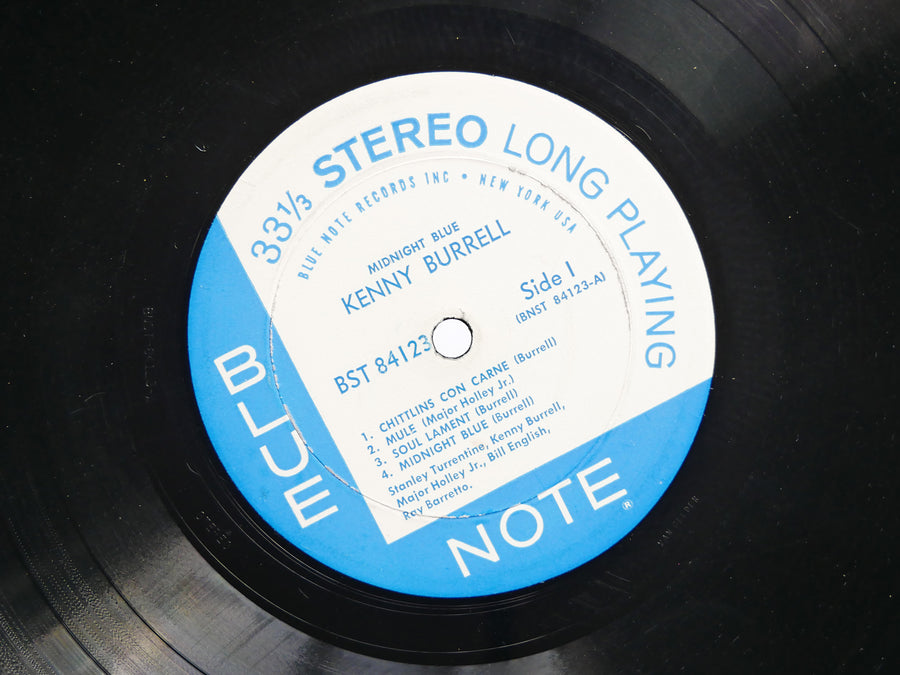 33⅓ STEREO LONG PLAYING
BLUE NOTE RECORDS INC • NEW YORK USA
MIDNIGHT BLUE
KENNY BURRELL
Side 1
(BNST 84123-A)
BST 84123
1. CHITTLINS CON CARNE (Burrell)
2. MULE (Major Holley Jr.)
3. SOUL LAMENT (Burrell)
4. MIDNIGHT BLUE (Burrell)
Stanley Turrentine, Kenny Burrell,
Major Holley Jr., Bill English,
Ray Barretto.
BLUE
NOTE®